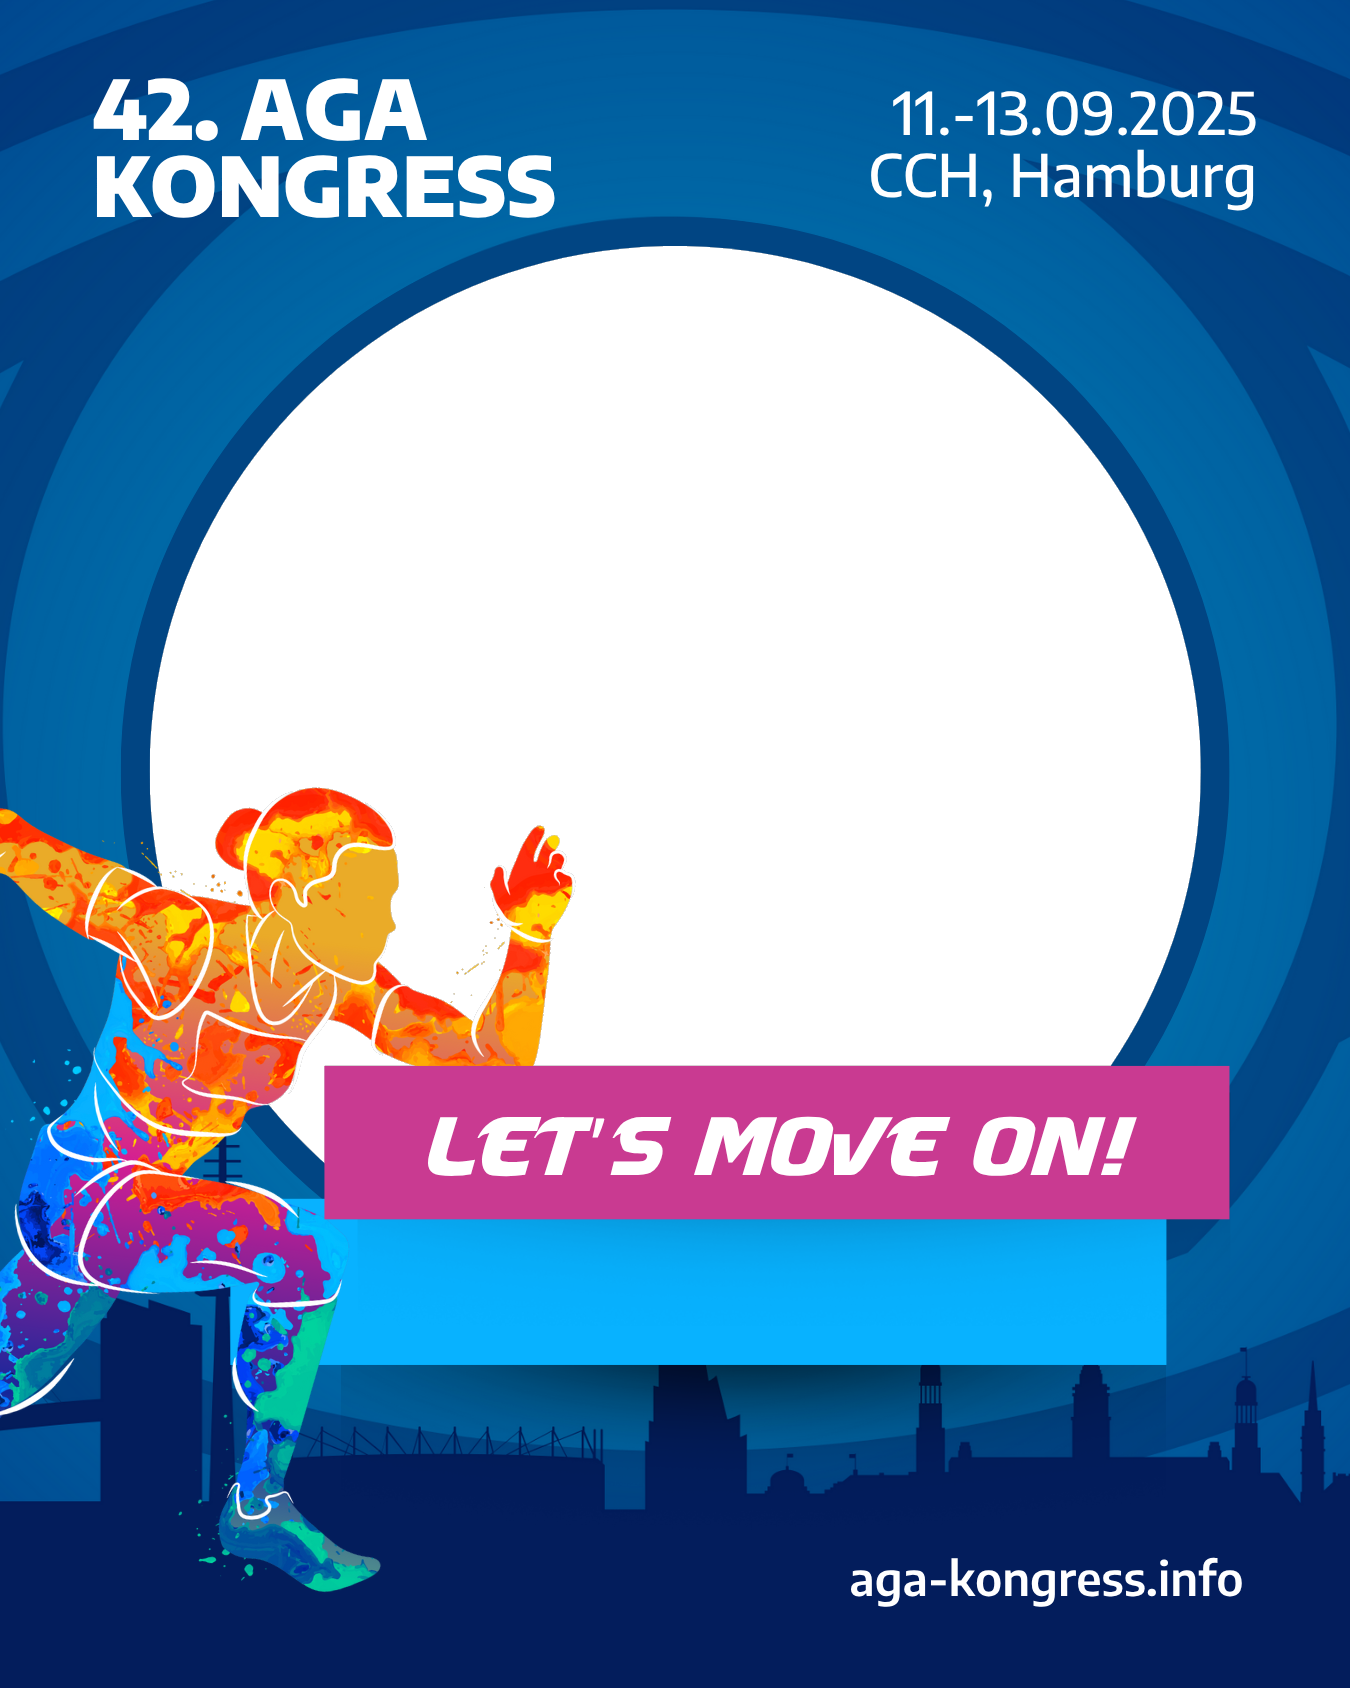 42. AGA
KONGRESS
11.-13.09.2025
CCH, Hamburg
LET'S MOVE ON!
aga-kongress.info